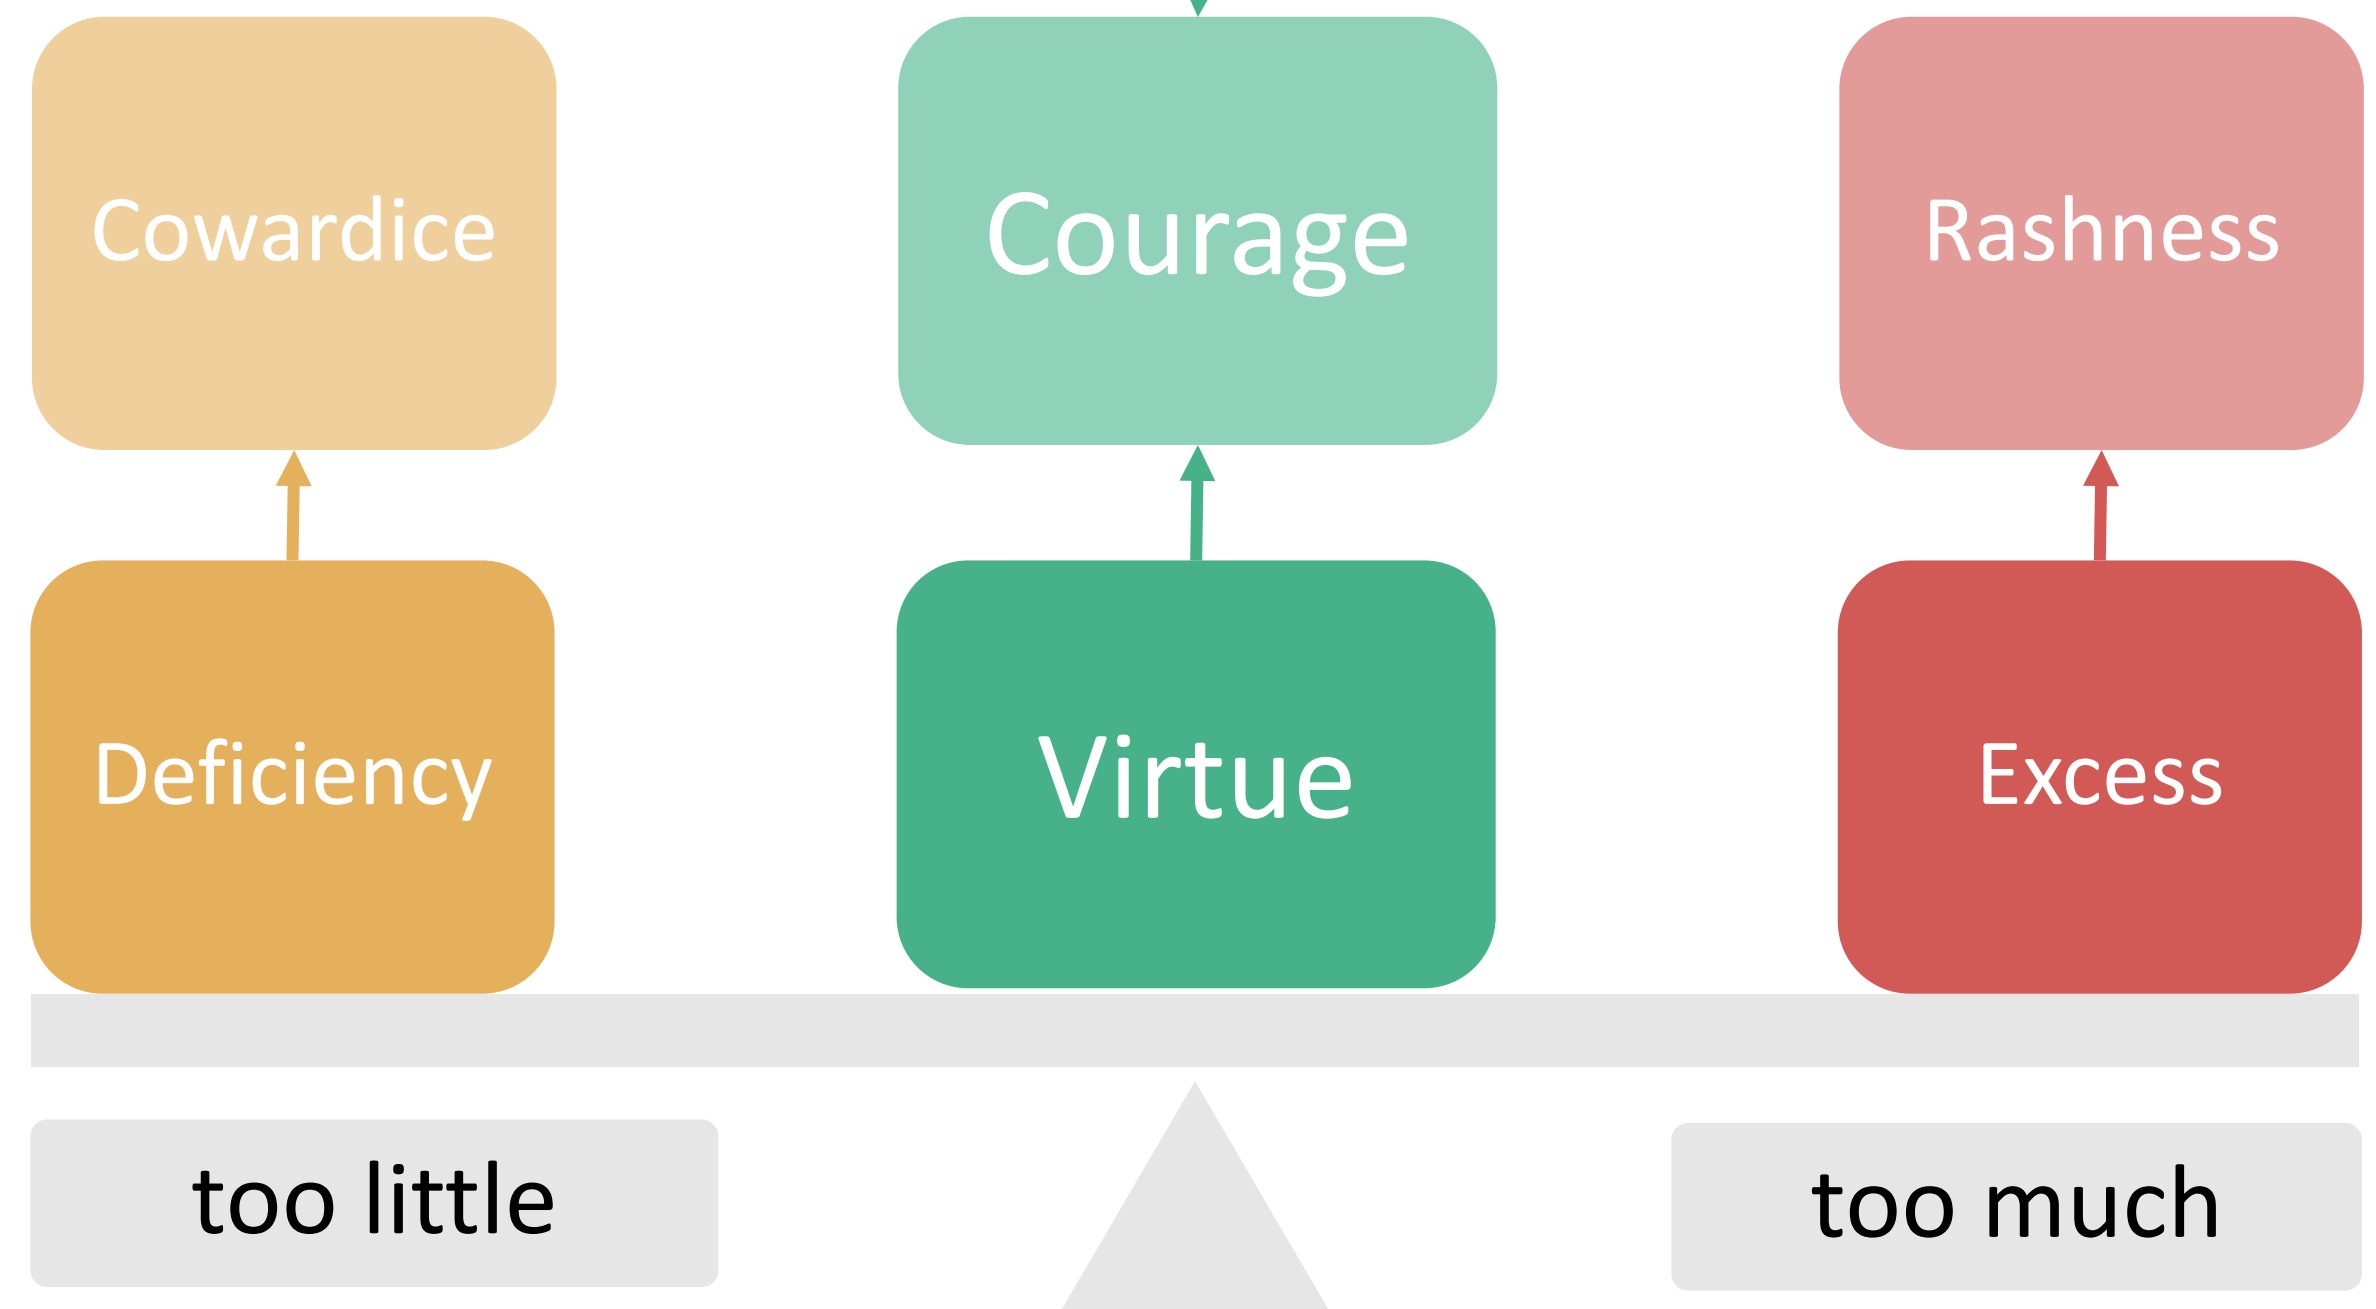 Cowardice
Courage
Rashness
Deficiency
Virtue
Excess
too little
too much